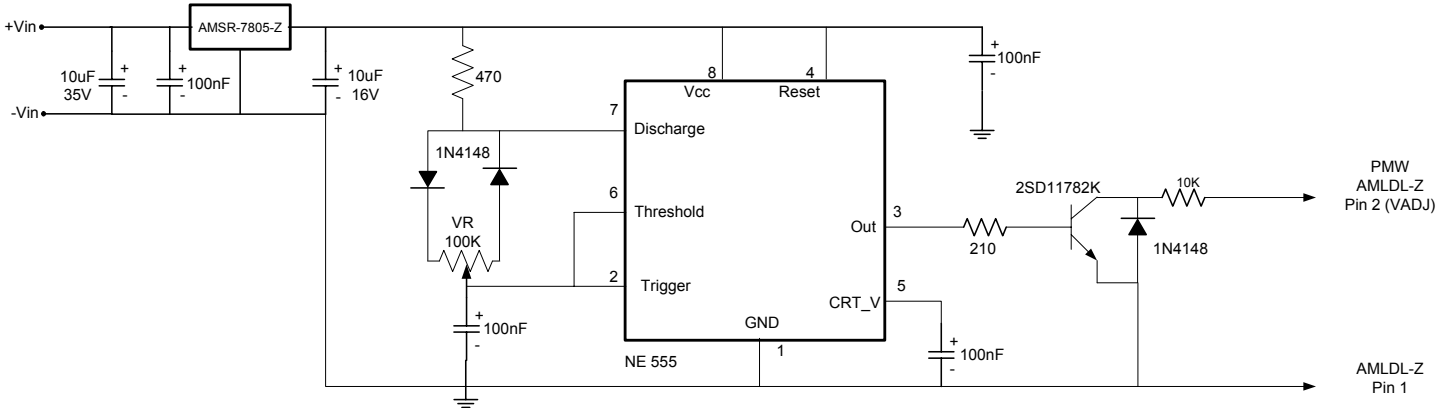 +Vin
AMSR-7805-Z
10uF
35V
+
-
+
-
100nF
+
-
10uF
16V
-Vin
470
+
-
100nF
8
4
Vcc
Reset
7
Discharge
1N4148
6
Threshold
VR
100K
2
Trigger
+
-
100nF
3
Out
210
5
CRT_V
+
-
100nF
GND
1
NE 555
2SD11782K
10K
1N4148
PMW
AMLDL-Z
Pin 2 (VADJ)
AMLDL-Z
Pin 1